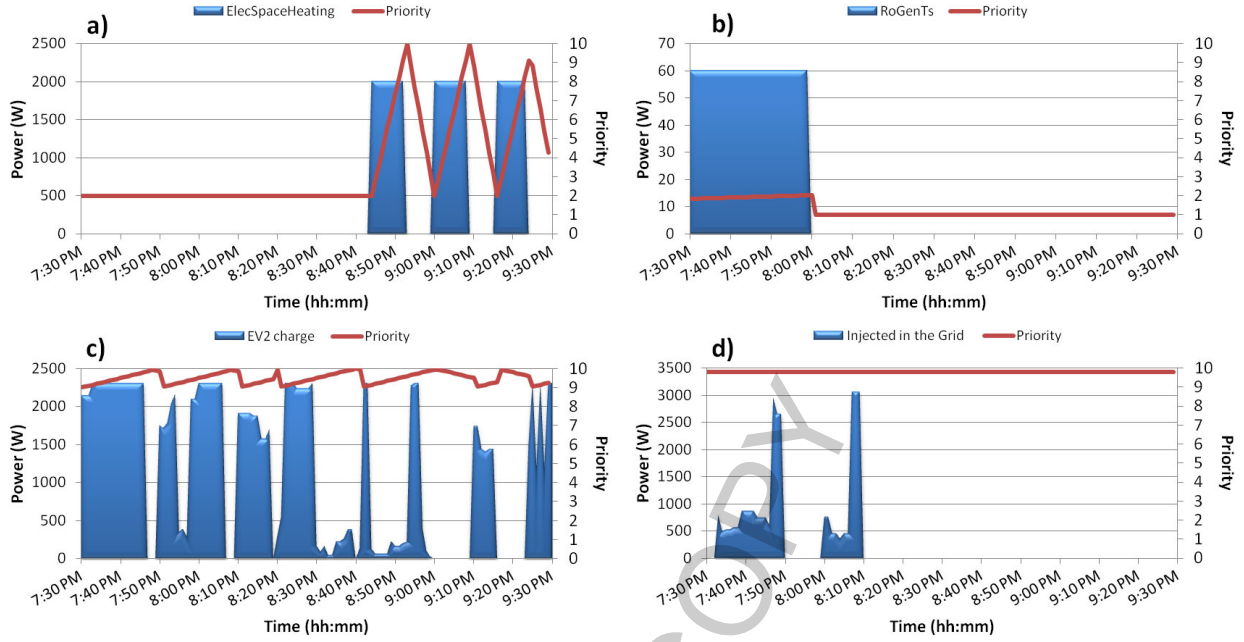 a)
ElecSpaceHeating Priority
2500 2000 1500 1000 500 0
Power (W)
10 9 8 7 6 5 4 3 2 1 0
Priority
7:30 PM 7:40 PM 7:50 PM 8:00 PM 8:10 PM 8:20 PM 8:30 PM 8:40 PM 8:50 PM 9:00 PM 9:10 PM 9:20 PM 9:30 PM
Time (hh:mm)
b)
RoGenTs Priority
70 60 50 40 30 20 10 0
Power (W)
10 9 8 7 6 5 4 3 2 1 0
Priority
7:30 PM 7:40 PM 7:50 PM 8:00 PM 8:10 PM 8:20 PM 8:30 PM 8:40 PM 8:50 PM 9:00 PM 9:10 PM 9:20 PM 9:30 PM
Time (hh:mm)
c)
EV2 charge Priority
2500 2000 1500 1000 500 0
Power (W)
10 9 8 7 6 5 4 3 2 1 0
Priority
7:30 PM 7:40 PM 7:50 PM 8:00 PM 8:10 PM 8:20 PM 8:30 PM 8:40 PM 8:50 PM 9:00 PM 9:10 PM 9:20 PM 9:30 PM
Time (hh:mm)
d)
Injected in the Grid Priority
3500 3000 2500 2000 1500 1000 500 0
Power (W)
10 9 8 7 6 5 4 3 2 1 0
Priority
7:30 PM 7:40 PM 7:50 PM 8:00 PM 8:10 PM 8:20 PM 8:30 PM 8:40 PM 8:50 PM 9:00 PM 9:10 PM 9:20 PM 9:30 PM
Time (hh:mm)
COPY